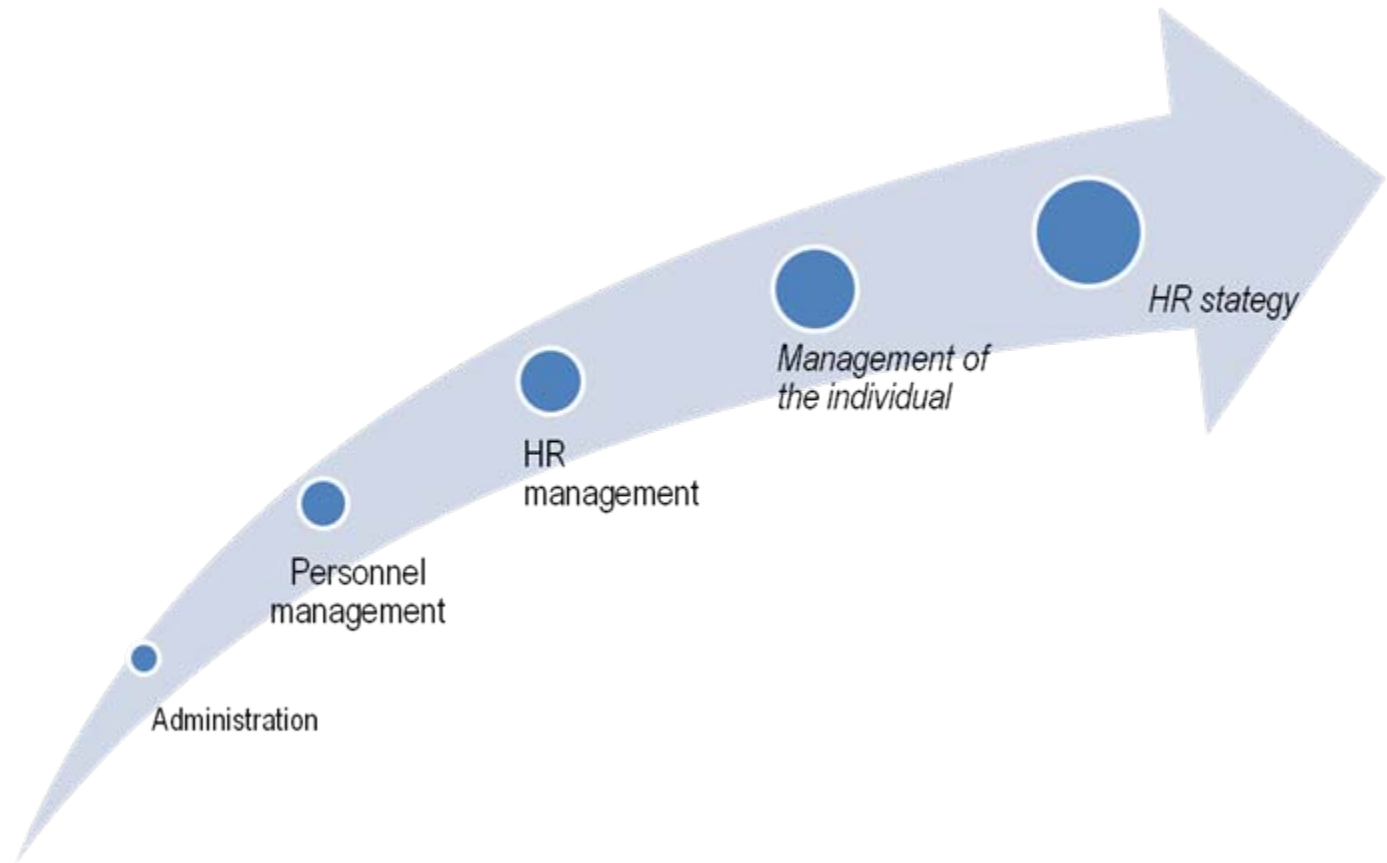 HR stategy
Management of
the individual
HR
management
Personnel
management
Administration